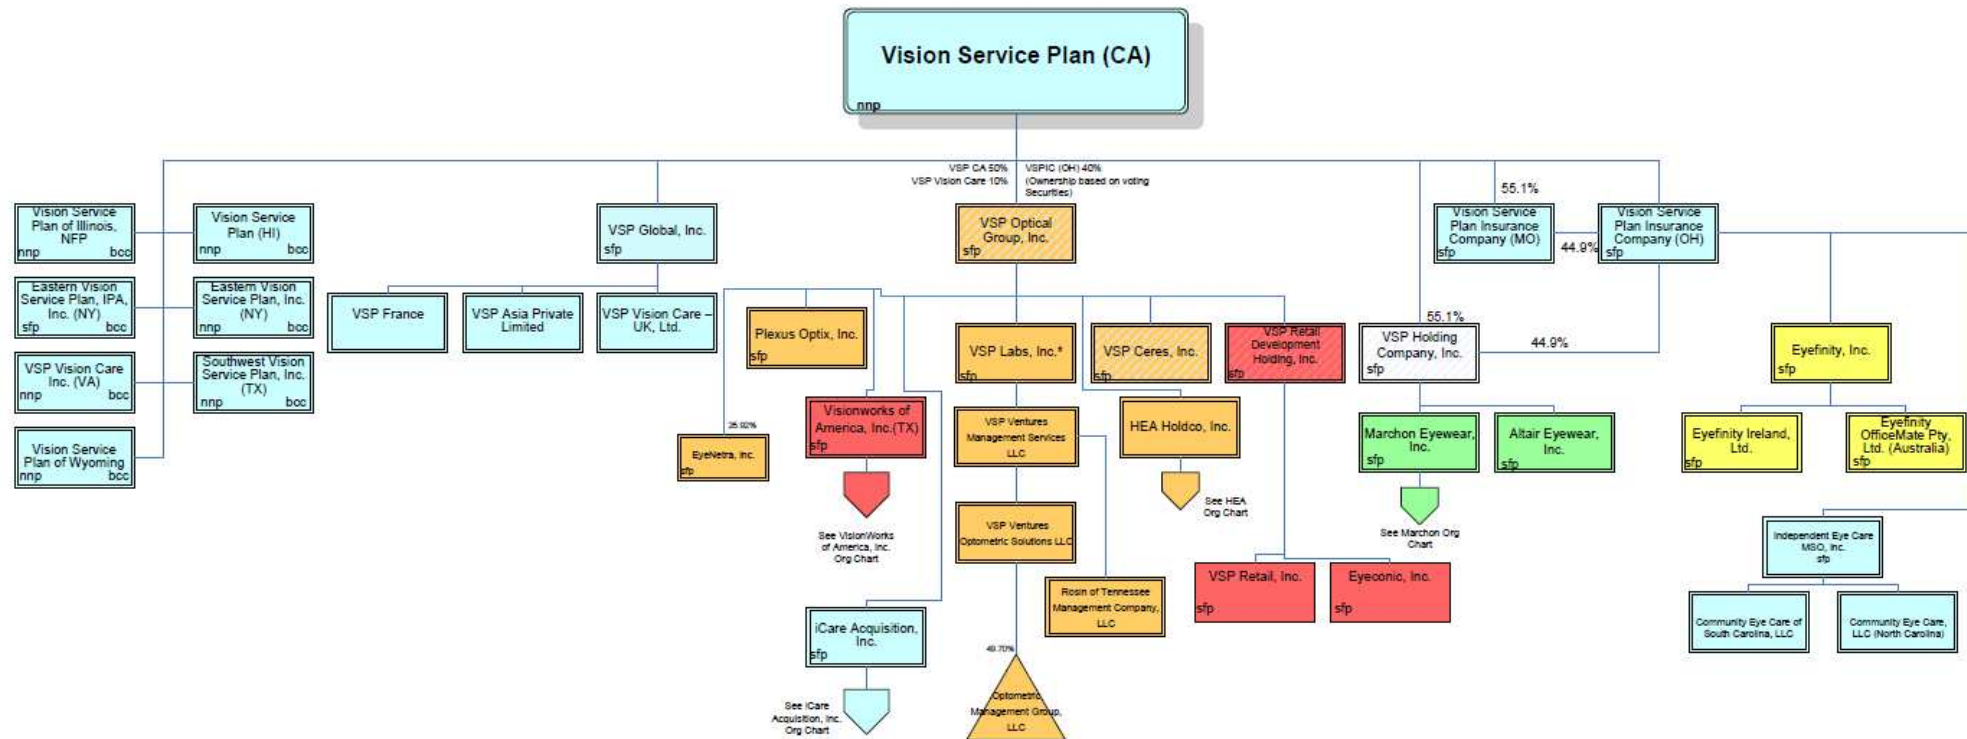 Vision Service Plan (CA)
nnp
VSP CA 50%
VSP Vision Care 10%
VSPIC (OH) 40%
(Ownership based on voting
Securities)
55.1%
Vision Service
Plan of Illinois,
NFP
nnp bcc
Vision Service
Plan (HI)
nnp bcc
VSP Global, Inc.
sfp
VSP Optical
Group, Inc.
sfp
Vision Service
Plan Insurance
Company (MO)
sfp
44.9%
Vision Service
Plan Insurance
Company (OH)
sfp
Eastern Vision
Service Plan, IPA,
Inc. (NY)
sfp bcc
Eastern Vision
Service Plan, Inc.
(NY)
nnp bcc
VSP France
VSP Asia Private
Limited
VSP Vision Care –
UK, Ltd.
Plexus Optix, Inc.
sfp
VSP Labs, Inc.*
sfp
VSP Ceres, Inc.
sfp
VSP Retail
Development
Holding, Inc.
sfp
55.1%
VSP Holding
Company, Inc.
sfp
44.9%
Eyefinity, Inc.
sfp
VSP Vision Care
Inc. (VA)
nnp bcc
Southwest Vision
Service Plan, Inc.
(TX)
nnp bcc
Vision Service
Plan of Wyoming
nnp bcc
EyeNetra, Inc.
sfp
Visionworks of
America, Inc.(TX)
sfp
VSP Ventures
Management Services
LLC
HEA Holdco, Inc.
Marchon Eyewear,
Inc.
sfp
Altair Eyewear,
Inc.
sfp
Eyefinity Ireland,
Ltd.
sfp
Eyefinity
OfficeMate Pty,
Ltd. (Australia)
sfp
See VisionWorks
of America, Inc.
Org Chart
VSP Ventures
Optometric Solutions LLC
See HEA
Org Chart
See Marchon Org
Chart
Independent Eye Care
MSO, Inc.
sfp
Rosin of Tennessee
Management Company,
LLC
VSP Retail, Inc.
sfp
Eyeconic, Inc.
sfp
iCare Acquisition,
Inc.
sfp
Community Eye Care of
South Carolina, LLC
Community Eye Care,
LLC (North Carolina)
See iCare
Acquisition, Inc.
Org Chart
Optometric
Management Group,
LLC